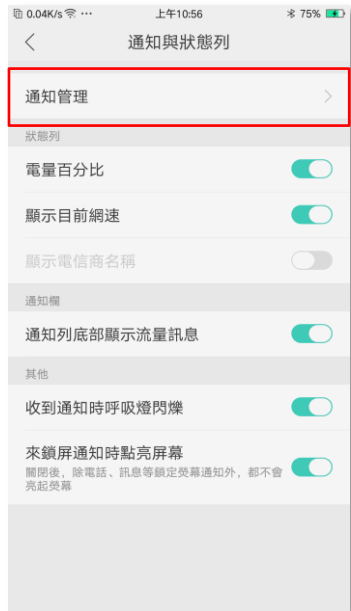 0.04K/s ··· 上午10:56 75%
通知與狀態列
通知管理
狀態列
電量百分比
顯示目前網速
顯示電信商名稱
通知欄
通知列底部顯示流量訊息
其他
收到通知時呼吸燈閃爍
來鎖屏通知時點亮屏幕
關閉後，除電話、訊息等鎖定熒幕通知外，都不會
亮起熒幕